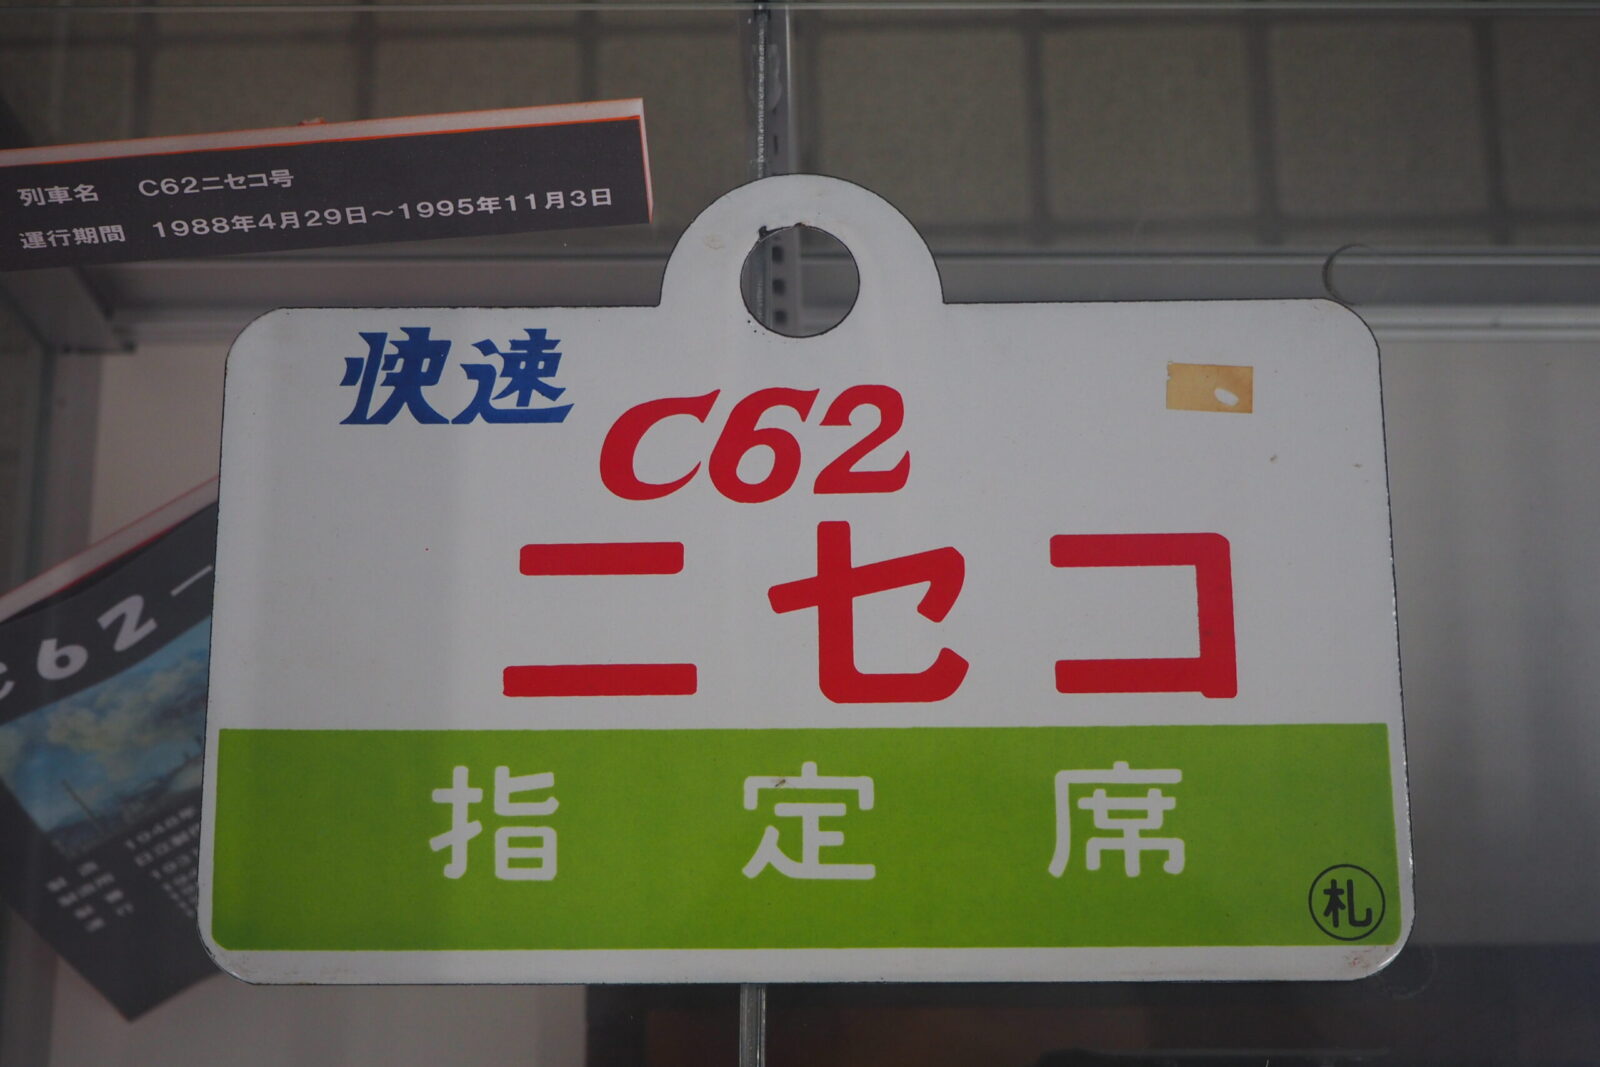 列車名 C62ニセコ号
運行期間 1988年4月29日～1995年11月3日
快速
C62
ニセコ
指定席
札
C62